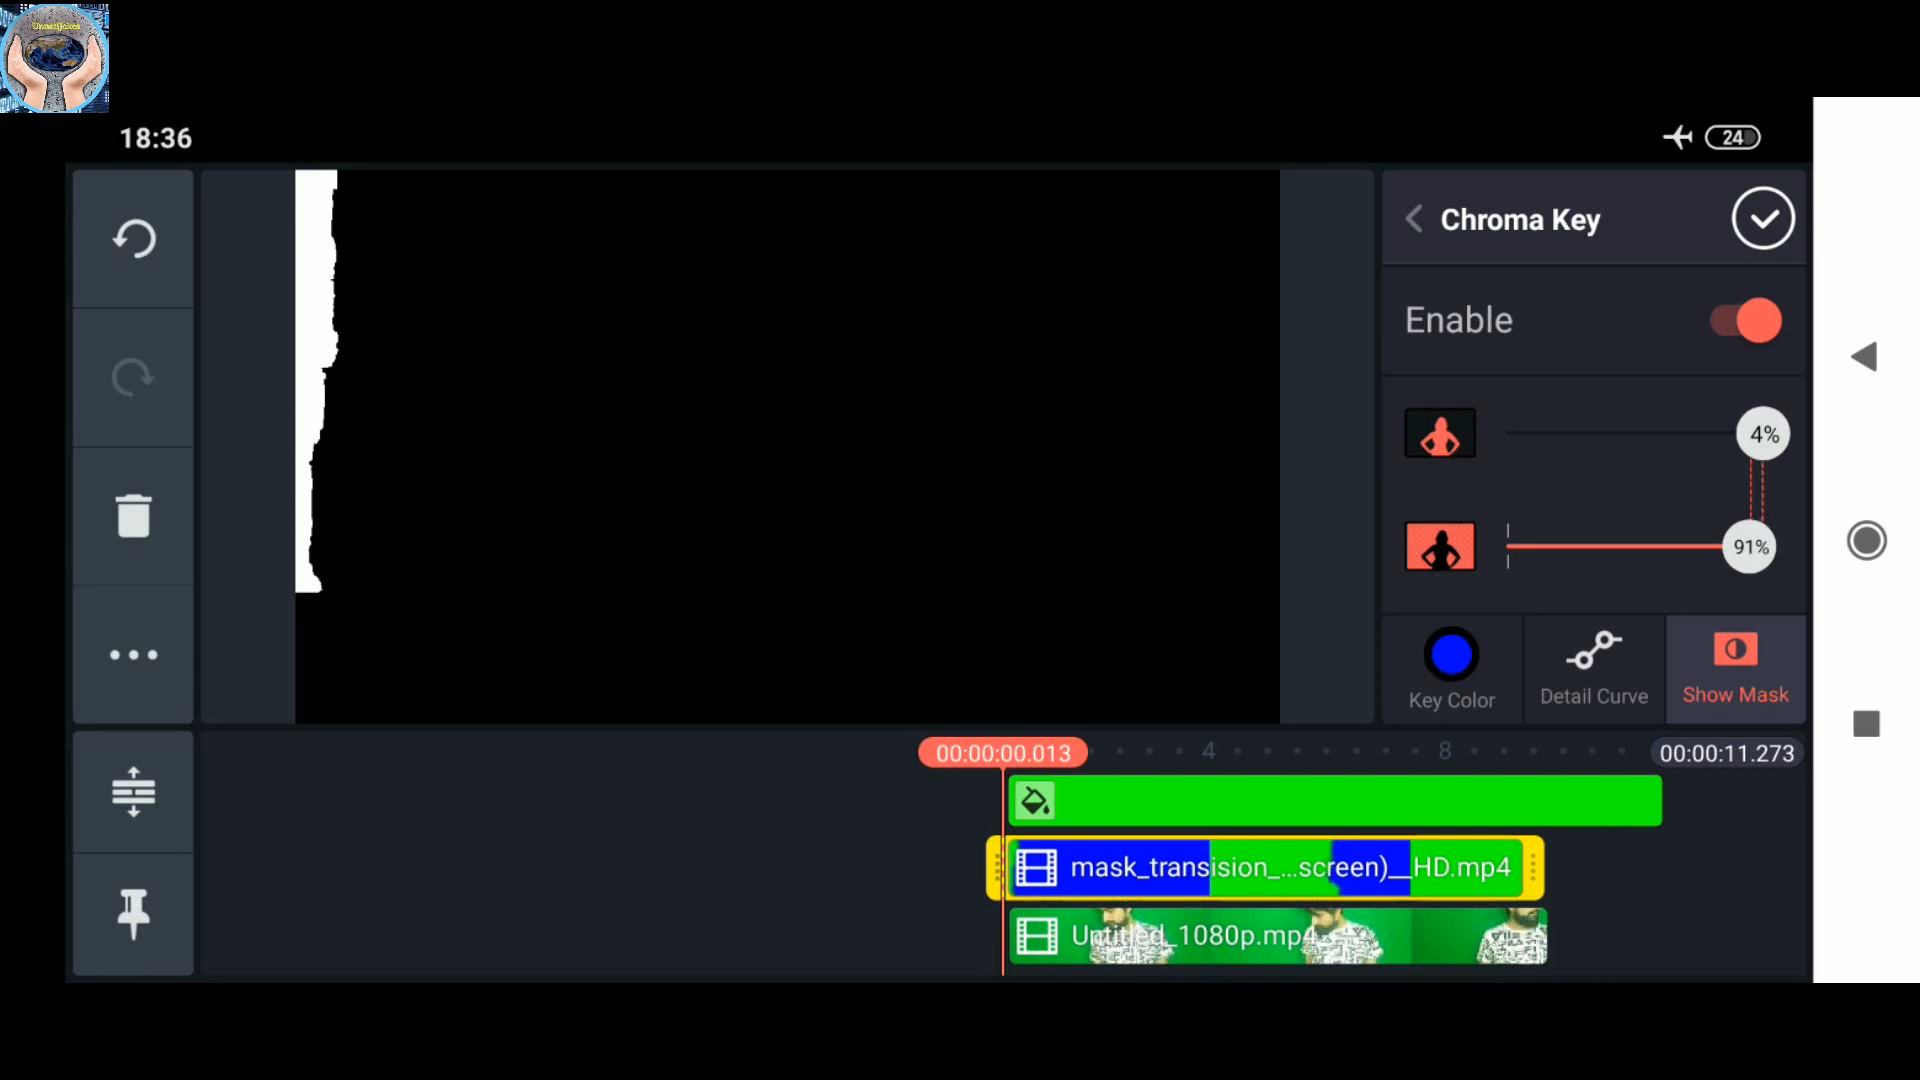 18:36
24
Chroma Key
Enable
4%
91%
Key Color
Detail Curve
Show Mask
00:00:00.013
4
8
00:00:11.273
mask_transision_...screen)__HD.mp4
Untitled_1080p.mp4